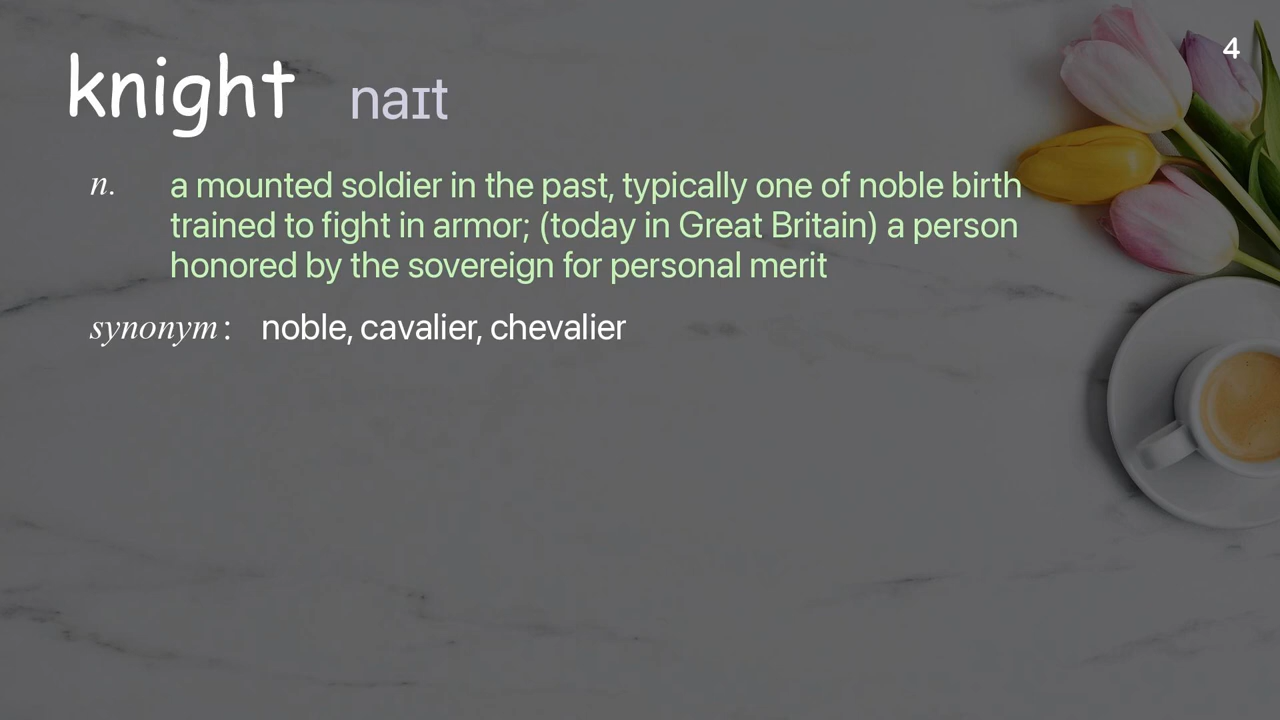 4
knight naɪt
n. a mounted soldier in the past, typically one of noble birth
trained to fight in armor; (today in Great Britain) a person
honored by the sovereign for personal merit
synonym: noble, cavalier, chevalier